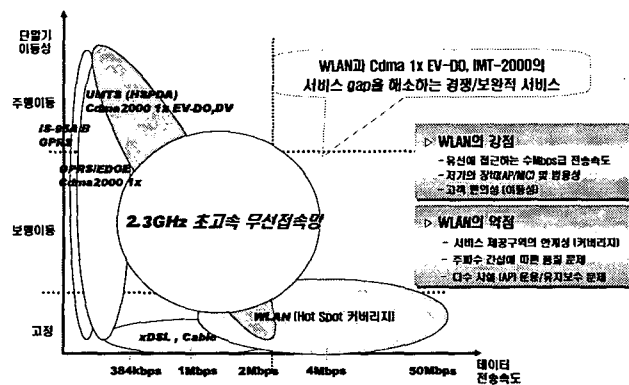 단말기
이동성
주행이동
보행이동
고정
UMTS (HSPDA)
Cdma2000 1x EV-DO,DV
IS-95A/B
GPRS
GPRS/EDGE
Cdma2000 1x
WLAN과 Cdma 1x EV-DO, IMT-2000의
서비스 gap을 해소하는 경쟁/보완적 서비스
2.3GHz 초고속 무선접속망
▷ WLAN의 강점
- 유선에 접근하는 수Mbps급 전송속도
- 저가의 장비(AP/NIC) 및 범용성
- 고객 편의성 (이동성)
▷ WLAN의 약점
- 서비스 제공구역의 한계성 (커버리지)
- 주파수 간섭에 따른 품질 문제
- 다수 시설 (AP) 운용/유지보수 문제
WLAN (Hot Spot 커버리지)
xDSL , Cable
384kbps 1Mbps 2Mbps 4Mbps 50Mbps
데이터
전송속도